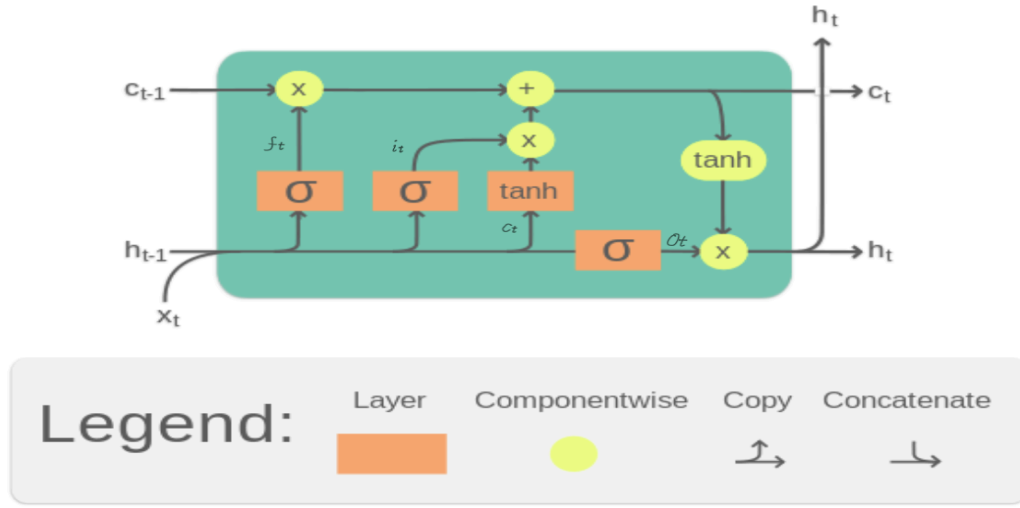 hₜ
cₜ₋₁ x + cₜ
fₜ iₜ x
tanh
σ σ tanh
cₜ
hₜ₋₁ σ Oₜ x hₜ
xₜ
Legend:
Layer Componentwise Copy Concatenate